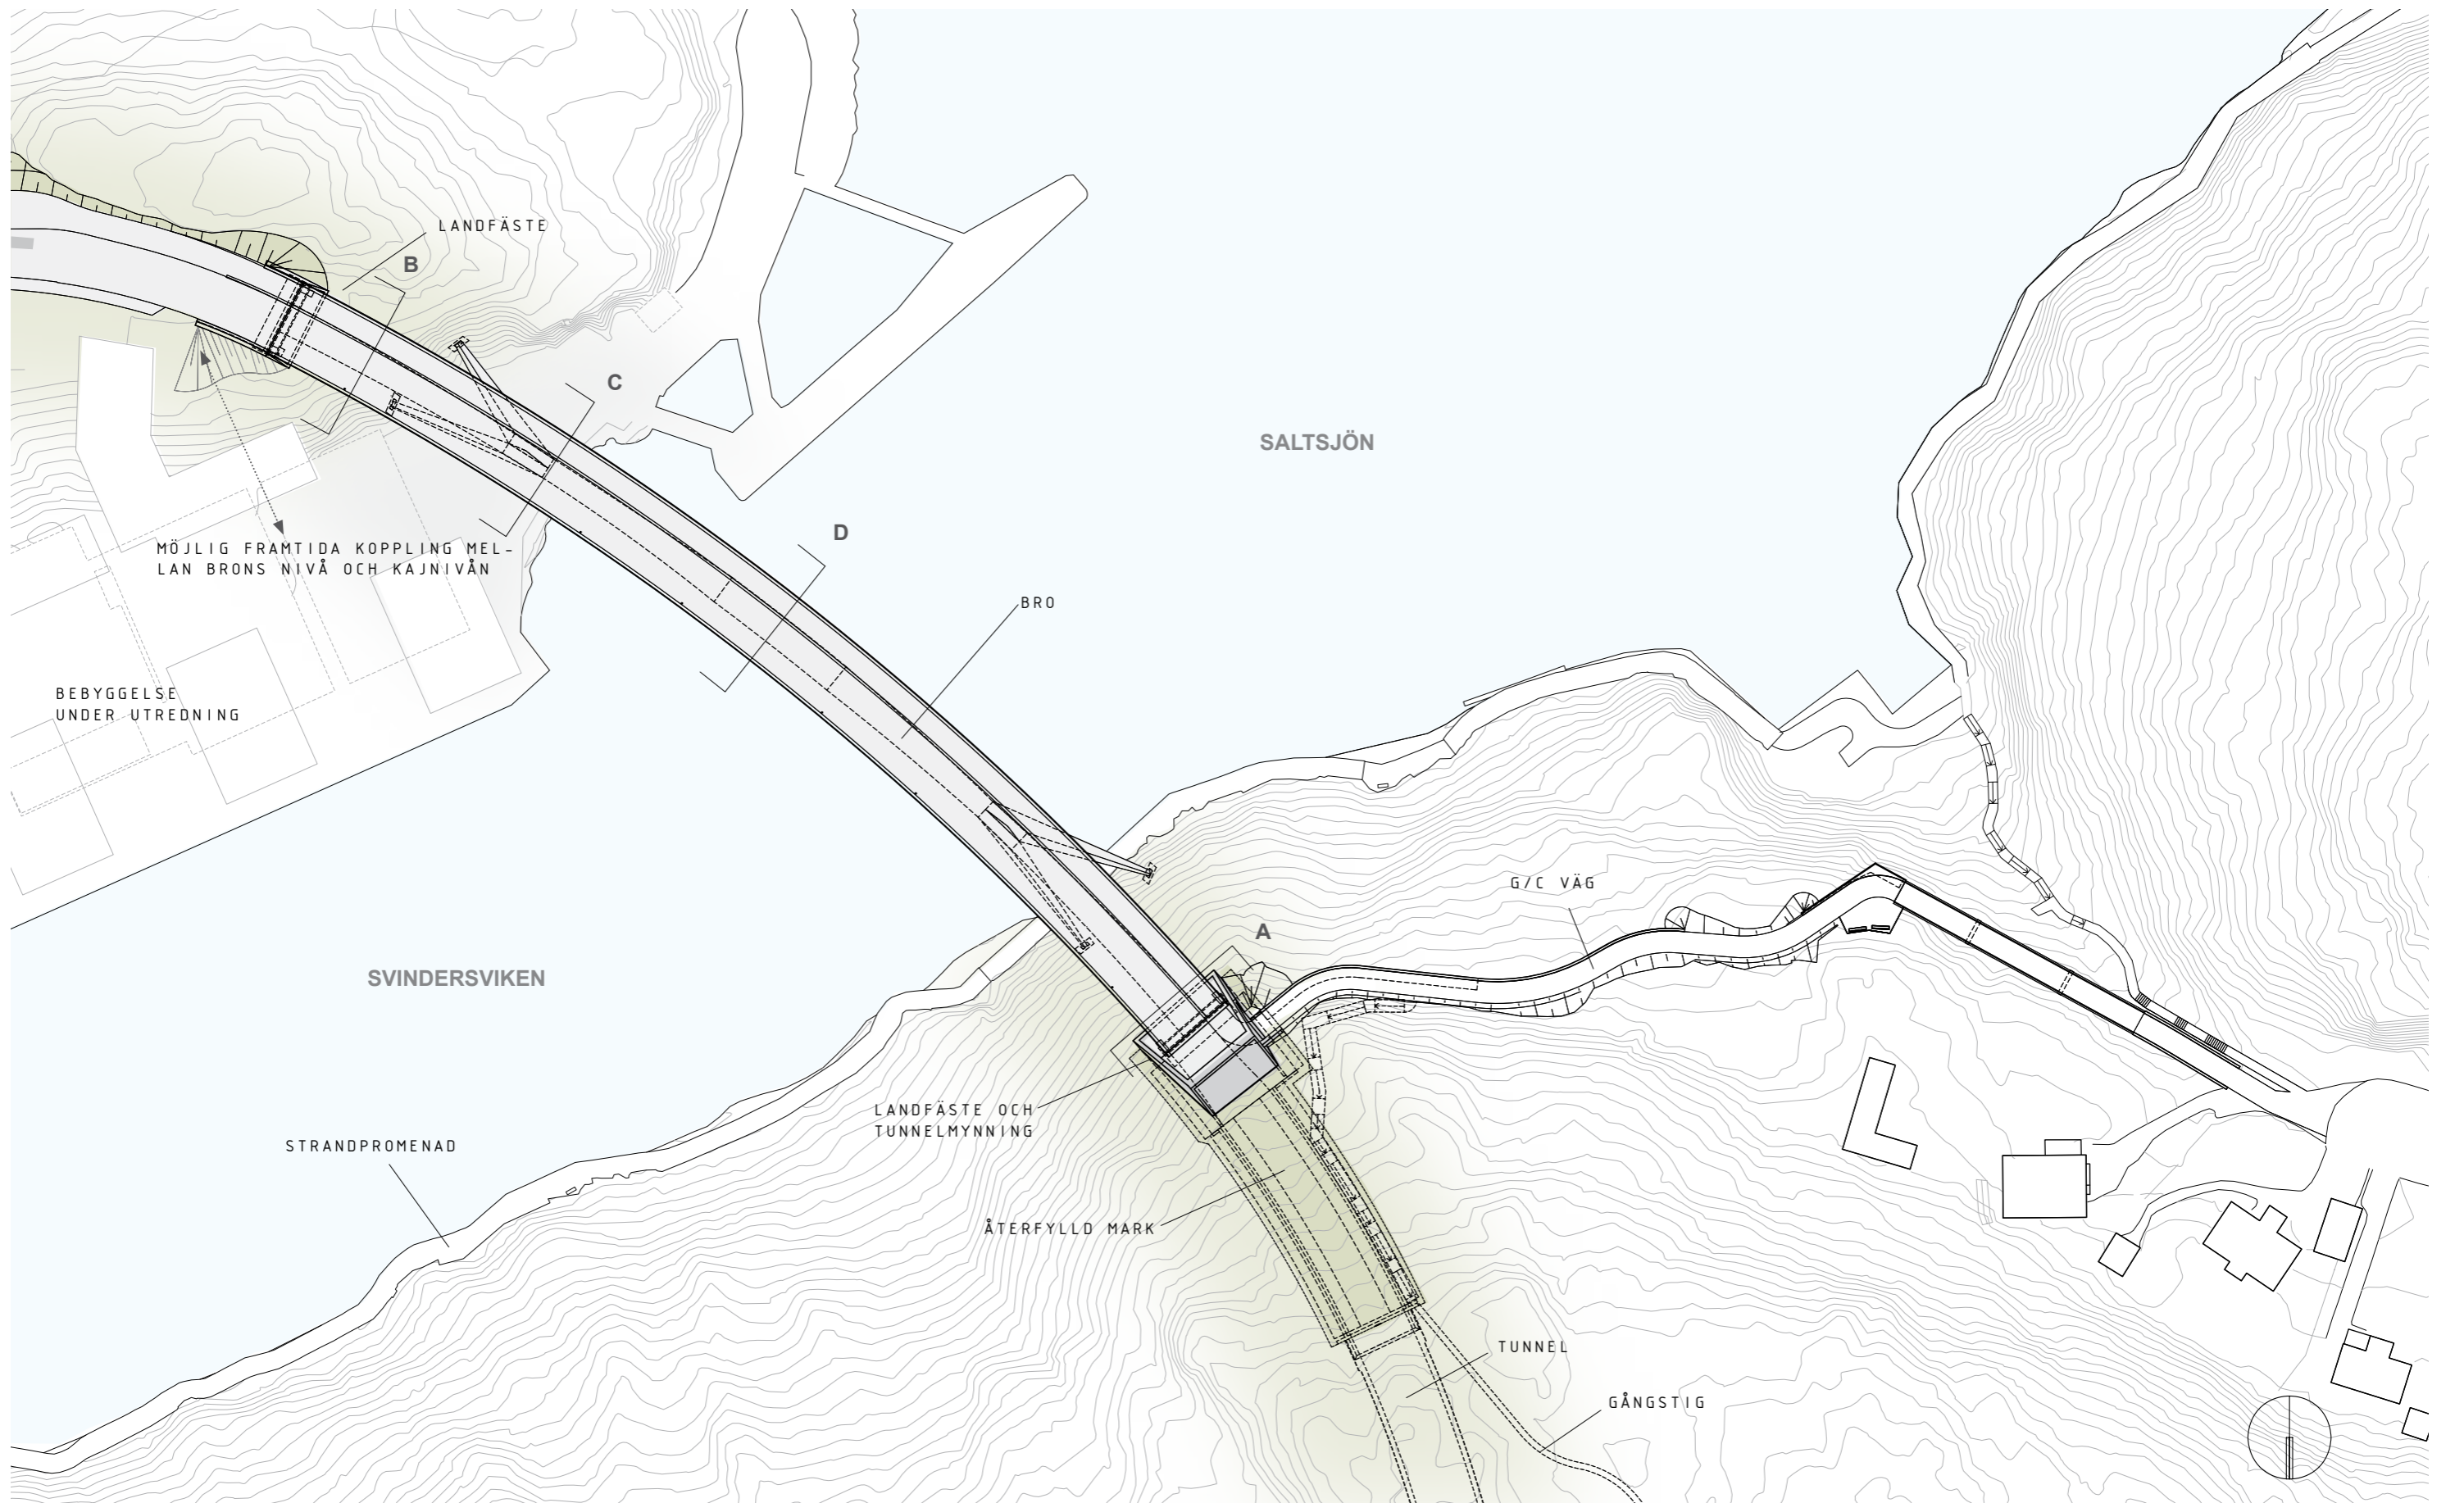 LANDFÄSTE
B
C
SALTSJÖN
D
MÖJLIG FRAMTIDA KOPPLING MEL-
LAN BRONS NIVÅ OCH KAJNIVÅN
BRO
BEBYGGELSE
UNDER UTREDNING
G/C VÄG
A
SVINDERSVIKEN
LANDFÄSTE OCH
TUNNELMYNNING
STRANDPROMENAD
ÅTERFYLLD MARK
TUNNEL
GÅNGSTIG